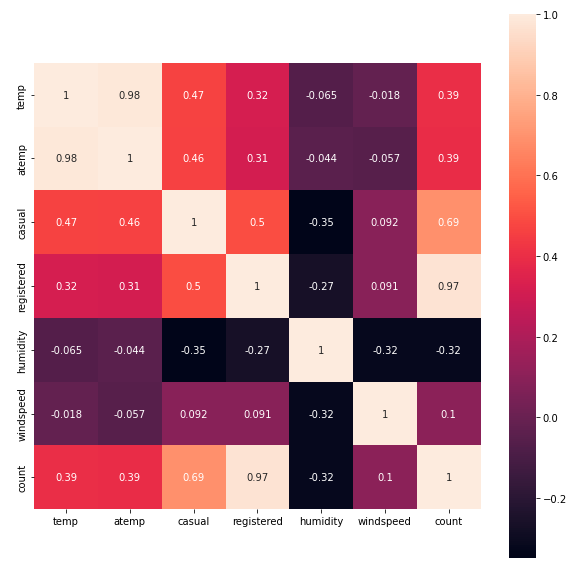 1.0
temp 1 0.98 0.47 0.32 -0.065 -0.018 0.39
0.8
atemp 0.98 1 0.46 0.31 -0.044 -0.057 0.39
0.6
casual 0.47 0.46 1 0.5 -0.35 0.092 0.69
0.4
registered 0.32 0.31 0.5 1 -0.27 0.091 0.97
0.2
humidity -0.065 -0.044 -0.35 -0.27 1 -0.32 -0.32
windspeed -0.018 -0.057 0.092 0.091 -0.32 1 0.1
0.0
count 0.39 0.39 0.69 0.97 -0.32 0.1 1
−0.2
temp atemp casual registered humidity windspeed count